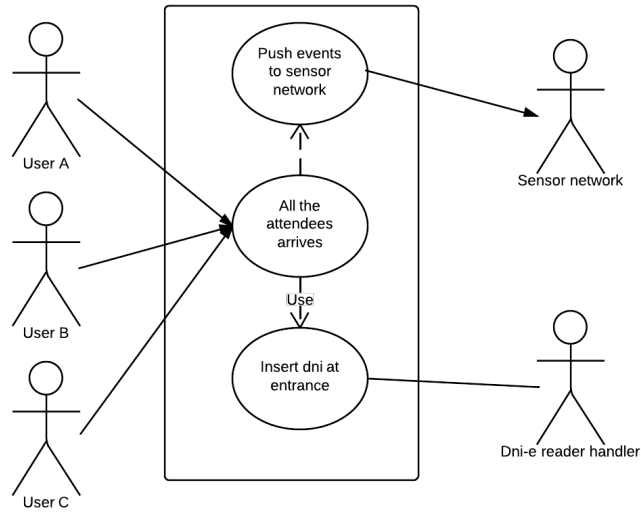 Push events
to sensor
network
User A
Sensor network
All the
attendees
arrives
User B
Use
Insert dni at
entrance
Dni-e reader handler
User C